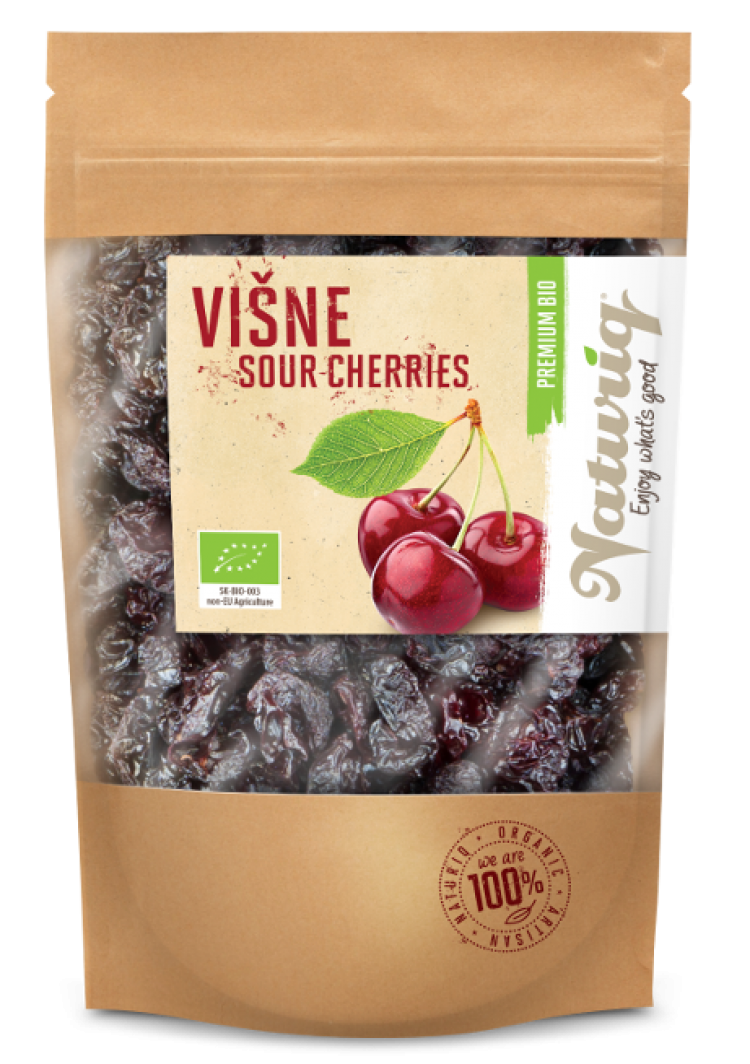 VIŠNE
SOUR CHERRIES
PREMIUM BIO
Naturiq®
Enjoy what's good
SK-BIO-003
non-EU Agriculture
NATURIQ • ORGANIC • ARTISAN •
we are
100%